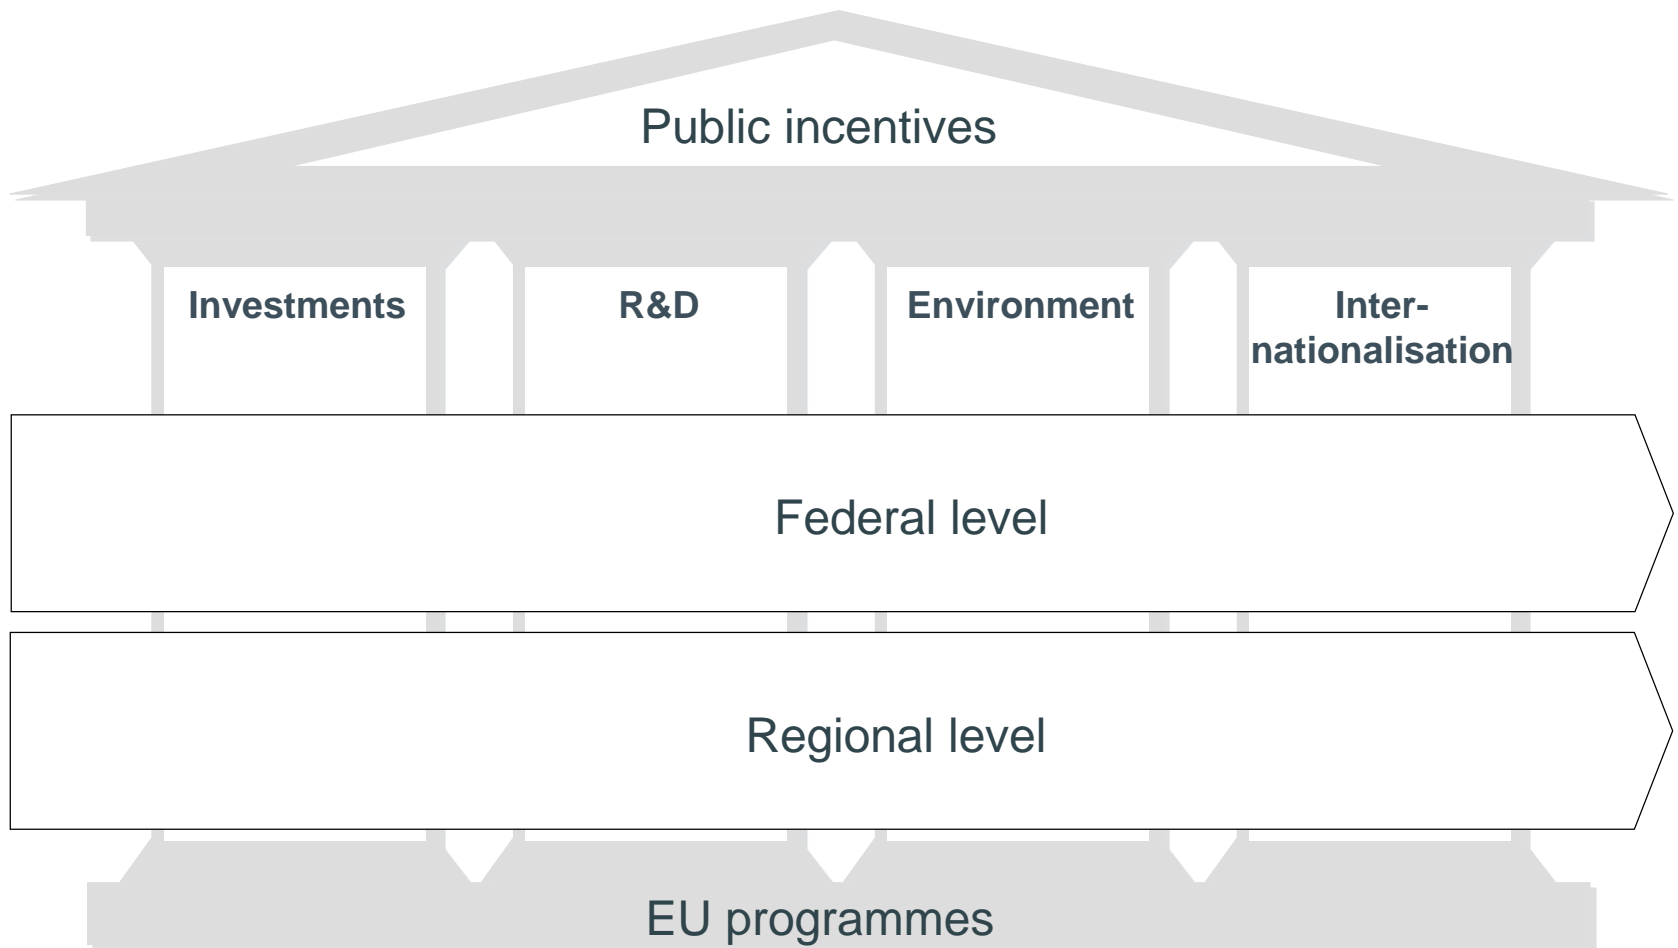 Public incentives
Investments
R&D
Environment
Inter-
nationalisation
Federal level
Regional level
EU programmes